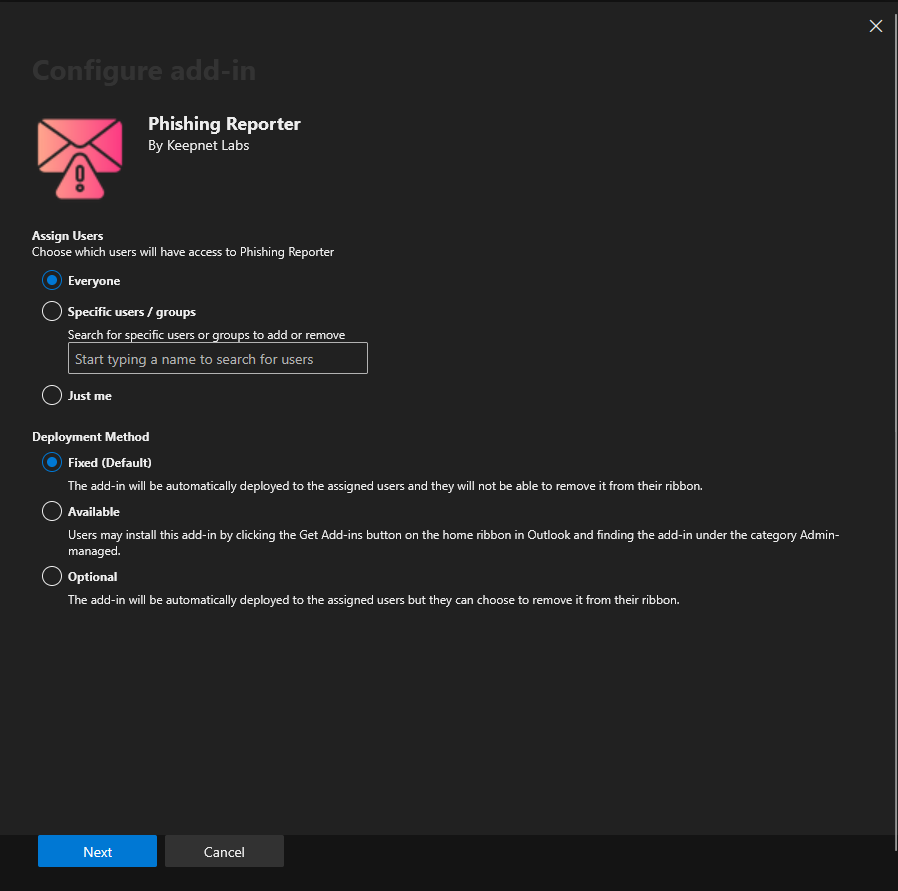 Configure add-in
Phishing Reporter
By Keepnet Labs
Assign Users
Choose which users will have access to Phishing Reporter
Everyone
Specific users / groups
Search for specific users or groups to add or remove
Start typing a name to search for users
Just me
Deployment Method
Fixed (Default)
The add-in will be automatically deployed to the assigned users and they will not be able to remove it from their ribbon.
Available
Users may install this add-in by clicking the Get Add-ins button on the home ribbon in Outlook and finding the add-in under the category Admin-
managed.
Optional
The add-in will be automatically deployed to the assigned users but they can choose to remove it from their ribbon.
Next
Cancel